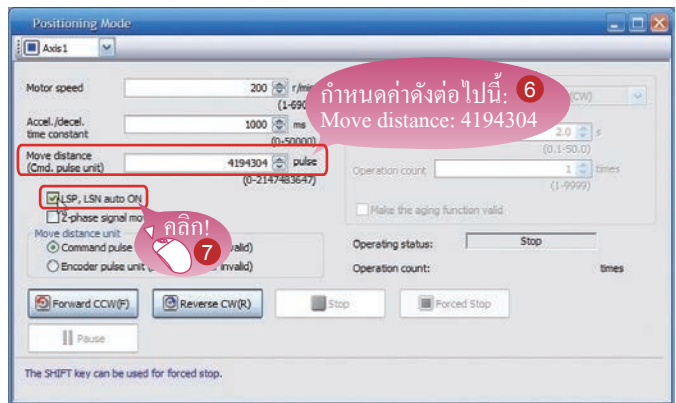 Positioning Mode
Axis1
Motor speed 200 r/min
(1-690
Accel./decel. time constant 1000 ms
(0-50000)
Move distance (Cmd. pulse unit) 4194304 pulse
(0-2147483647)
LSP, LSN auto ON
Z-phase signal mo
Move distance unit
Command pulse valid)
Encoder pulse unit ( invalid)
กำหนดค่าดังต่อไปนี้: 6
Move distance: 4194304
คลิก!
7
(CW)
2.0 s
(0.1-50.0)
Operation count 1 times
(1-9999)
Make the aging function valid
Operating status: Stop
Operation count: times
Forward CCW(F) Reverse CW(R) Stop Forced Stop
Pause
The SHIFT key can be used for forced stop.